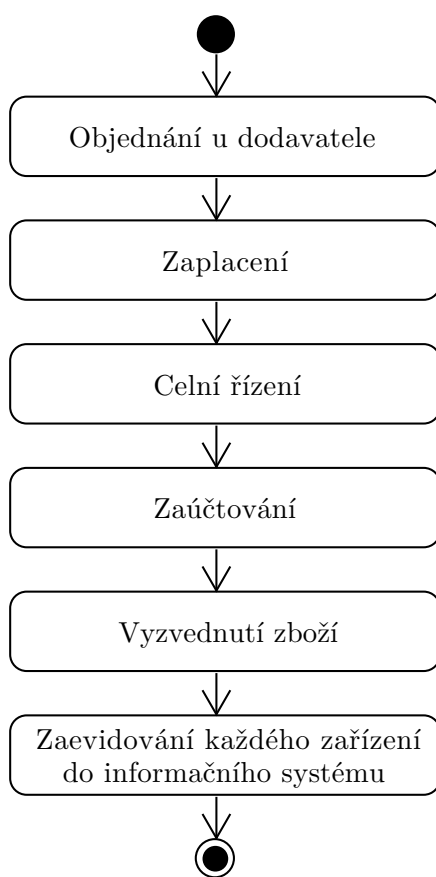 Objednání u dodavatele
Zaplacení
Celní řízení
Zaúčtování
Vyzvednutí zboží
Zaevidování každého zařízení
do informačního systému